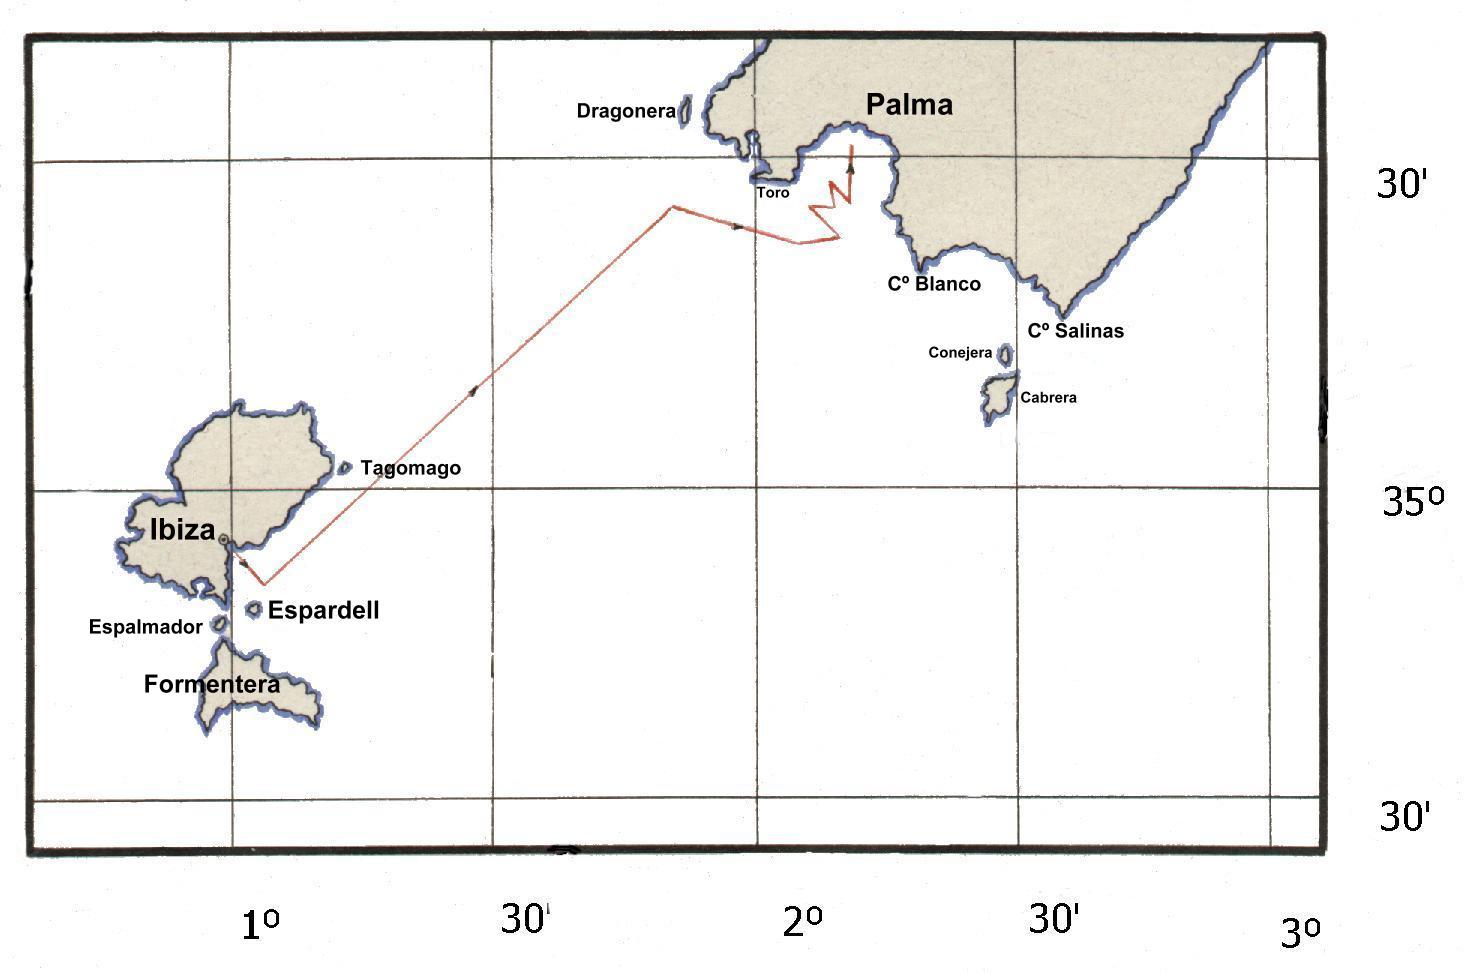 Palma
Dragonera
30'
Toro
Cº Blanco
Cº Salinas
Conejera
Cabrera
Tagomago
35º
Ibiza
Espardell
Espalmador
Formentera
30'
1º
30'
2º
30'
3º